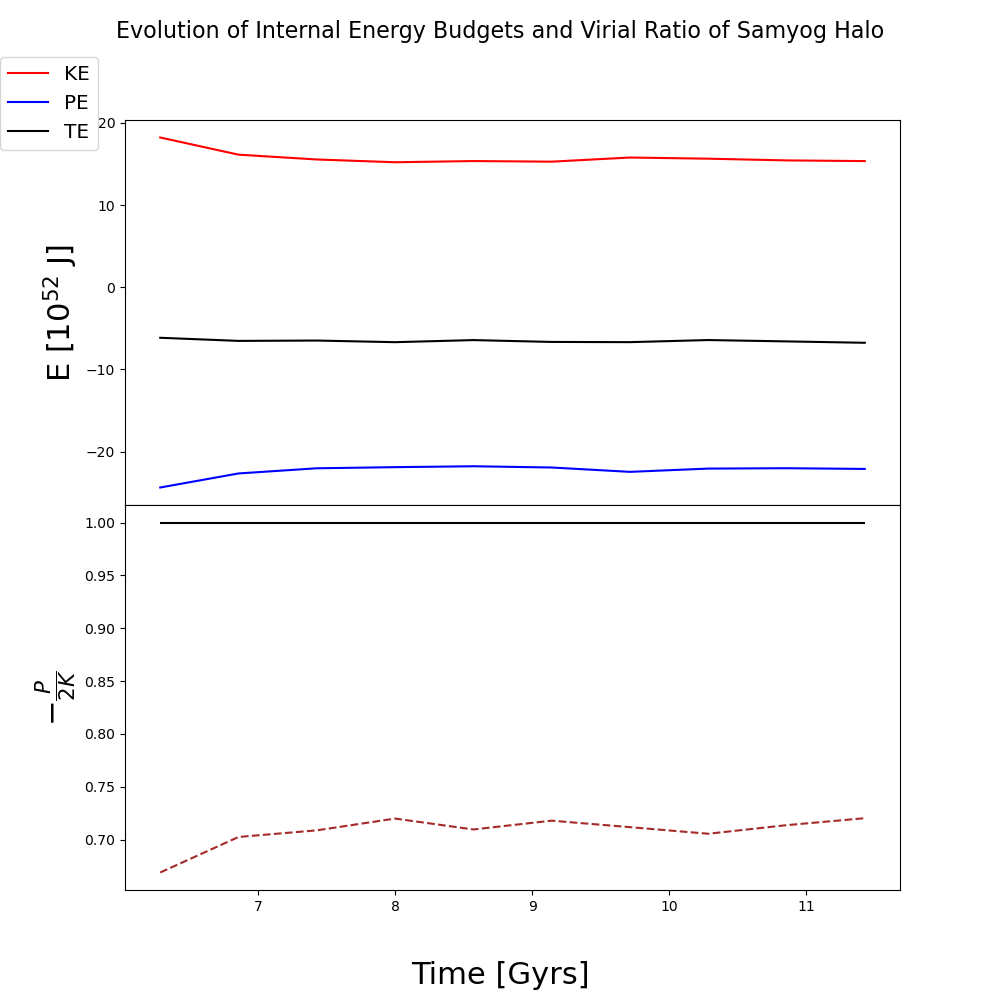 Evolution of Internal Energy Budgets and Virial Ratio of Samyog Halo
KE
PE
TE
E [10^52 J]
20
10
0
−10
−20
−P/2K
1.00
0.95
0.90
0.85
0.80
0.75
0.70
7 8 9 10 11
Time [Gyrs]